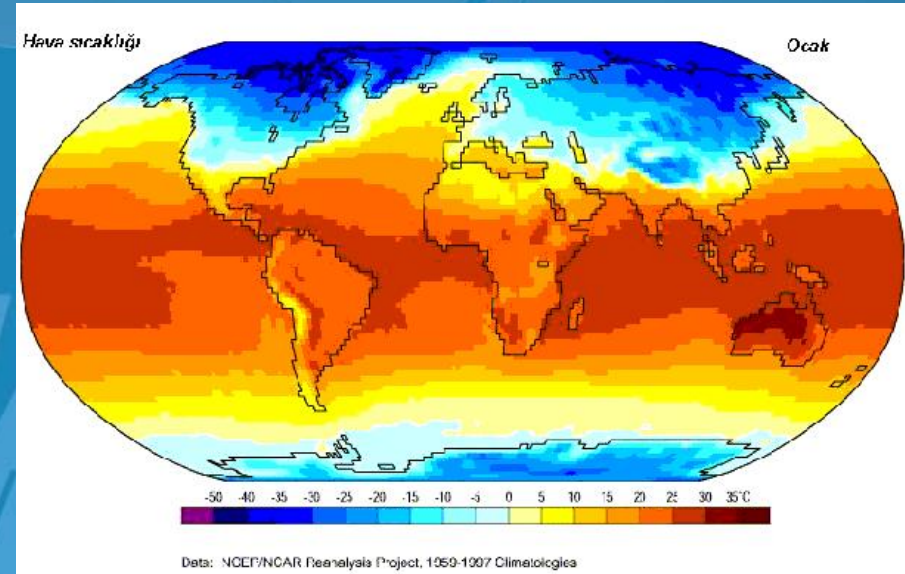 Hava sıcaklığı
Ocak
-50 -40 -35 -30 -25 -20 -15 -10 -5 0 5 10 15 20 25 30 35°C
Data: NCEP/NCAR Reanalysis Project, 1959-1997 Climatologies